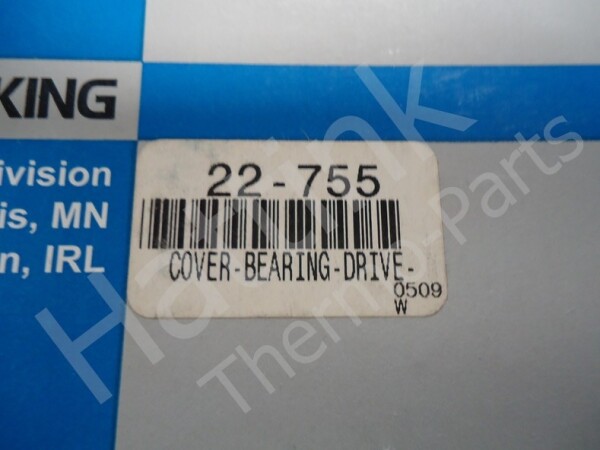 KING
ivision
is, MN
n, IRL
22-755
COVER-BEARING-DRIVE-
0509
W
Thermo-Parts